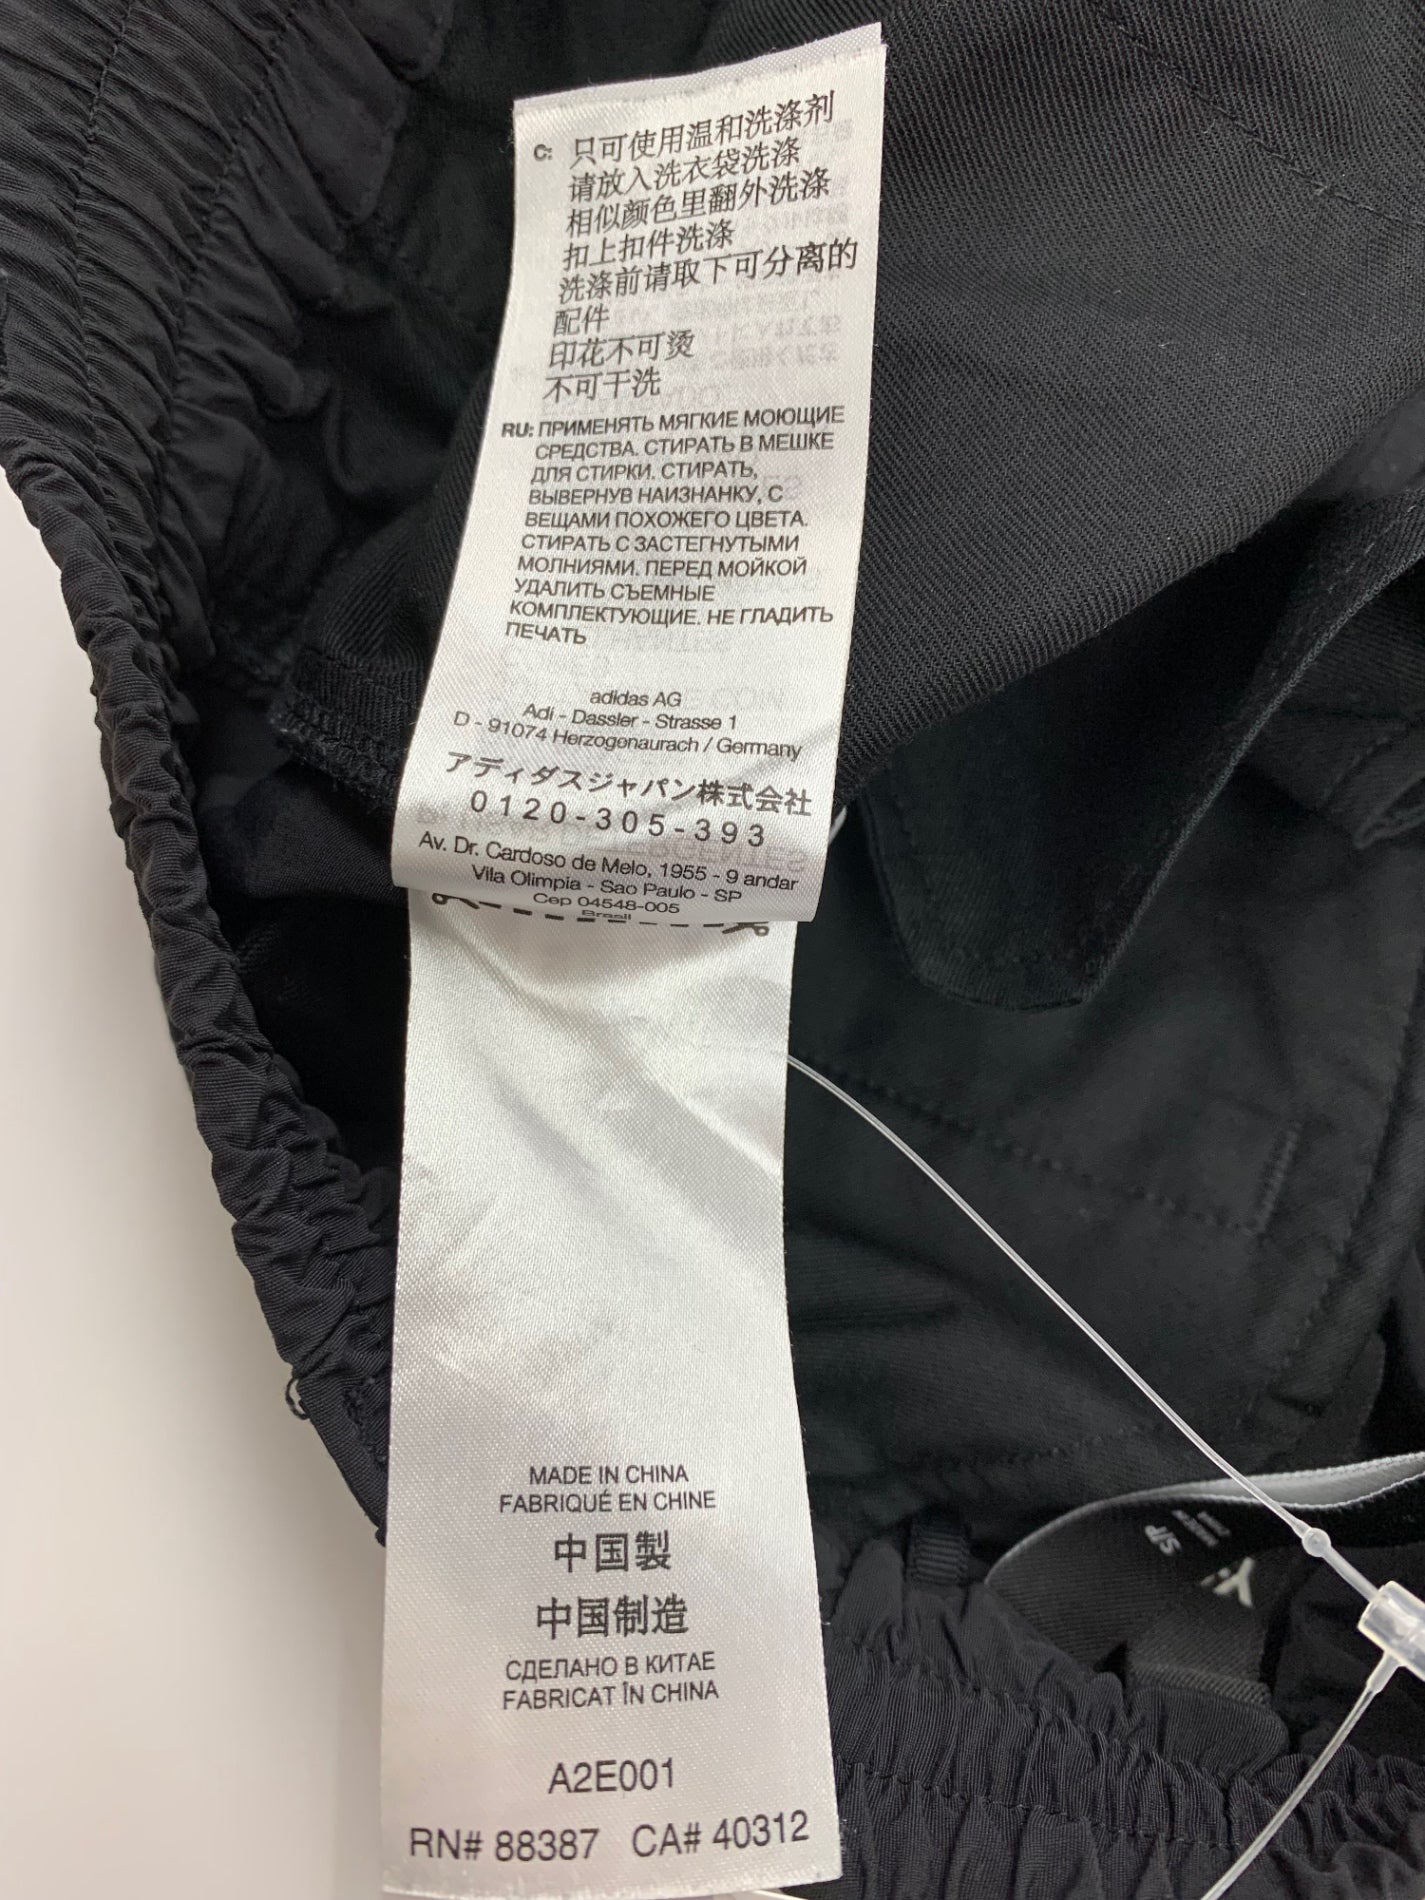 C: 只可使用温和洗涤剂
请放入洗衣袋洗涤
相似颜色里翻外洗涤
扣上扣件洗涤
洗涤前请取下可分离的
配件
印花不可烫
不可干洗
RU: ПРИМЕНЯТЬ МЯГКИЕ МОЮЩИЕ
СРЕДСТВА. СТИРАТЬ В МЕШКЕ
ДЛЯ СТИРКИ. СТИРАТЬ,
ВЫВЕРНУВ НАИЗНАНКУ, С
ВЕЩАМИ ПОХОЖЕГО ЦВЕТА.
СТИРАТЬ С ЗАСТЕГНУТЫМИ
МОЛНИЯМИ. ПЕРЕД МОЙКОЙ
УДАЛИТЬ СЪЕМНЫЕ
КОМПЛЕКТУЮЩИЕ. НЕ ГЛАДИТЬ
ПЕЧАТЬ
adidas AG
Adi - Dassler - Strasse 1
D - 91074 Herzogenaurach / Germany
アディダスジャパン株式会社
0120-305-393
Av. Dr. Cardoso de Melo, 1955 - 9 andar
Vila Olimpia - Sao Paulo - SP
Cep 04548-005
Brasil
MADE IN CHINA
FABRIQUÉ EN CHINE
中国製
中国制造
СДЕЛАНО В КИТАЕ
FABRICAT ÎN CHINA
A2E001
RN# 88387 CA# 40312
S/P